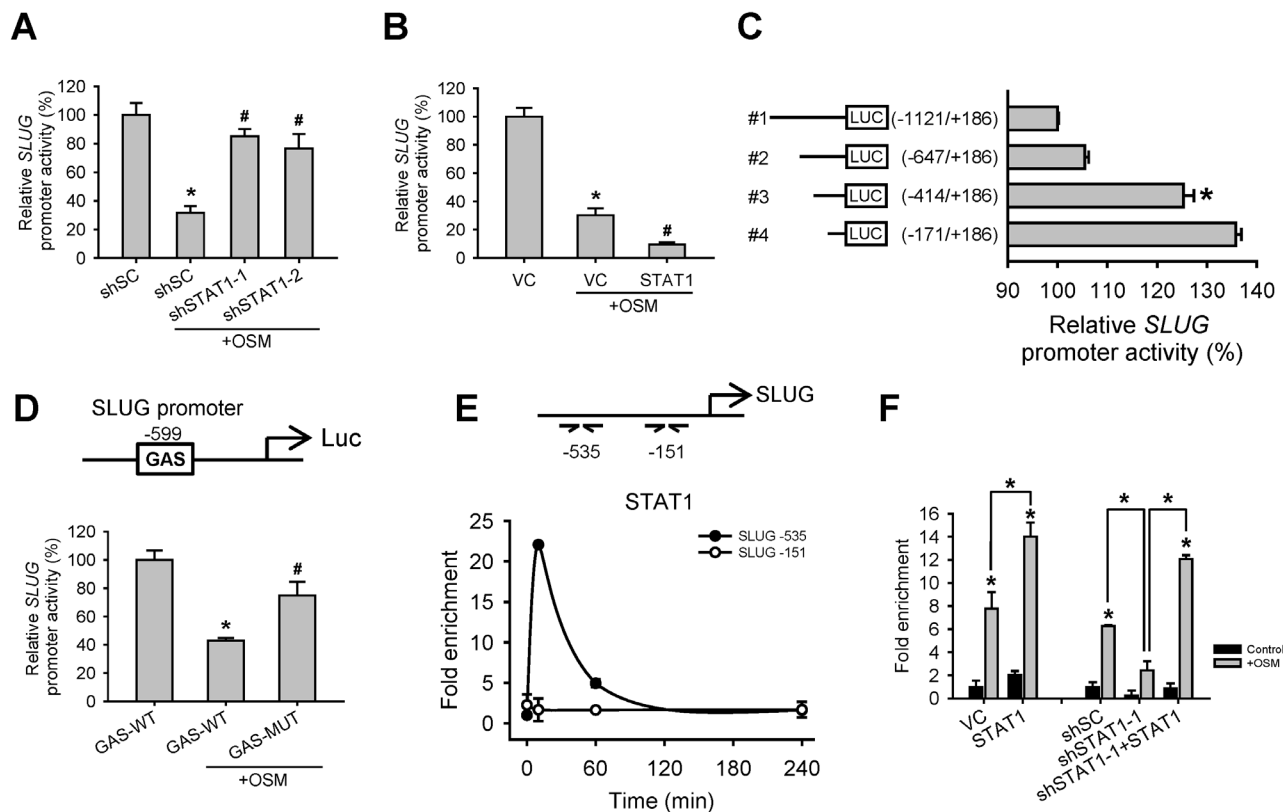 A
Relative SLUG
promoter activity (%)
120
100
80
60
40
20
0
*
#
#
shSC
shSC
shSTAT1-1
shSTAT1-2
+OSM
B
Relative SLUG
promoter activity (%)
120
100
80
60
40
20
0
*
#
VC
VC
STAT1
+OSM
C
#1 LUC (-1121/+186)
#2 LUC (-647/+186)
#3 LUC (-414/+186) *
#4 LUC (-171/+186)
90 100 110 120 130 140
Relative SLUG
promoter activity (%)
D
SLUG promoter
-599
GAS
Luc
Relative SLUG
promoter activity (%)
120
100
80
60
40
20
0
*
#
GAS-WT
GAS-WT
GAS-MUT
+OSM
E
SLUG
-535 -151
STAT1
Fold enrichment
25
20
15
10
5
0
SLUG -535
SLUG -151
0 60 120 180 240
Time (min)
F
Fold enrichment
16
14
12
10
8
6
4
2
0
* * *
* * * *
Control
+OSM
VC
STAT1
shSC
shSTAT1-1
shSTAT1-1+STAT1